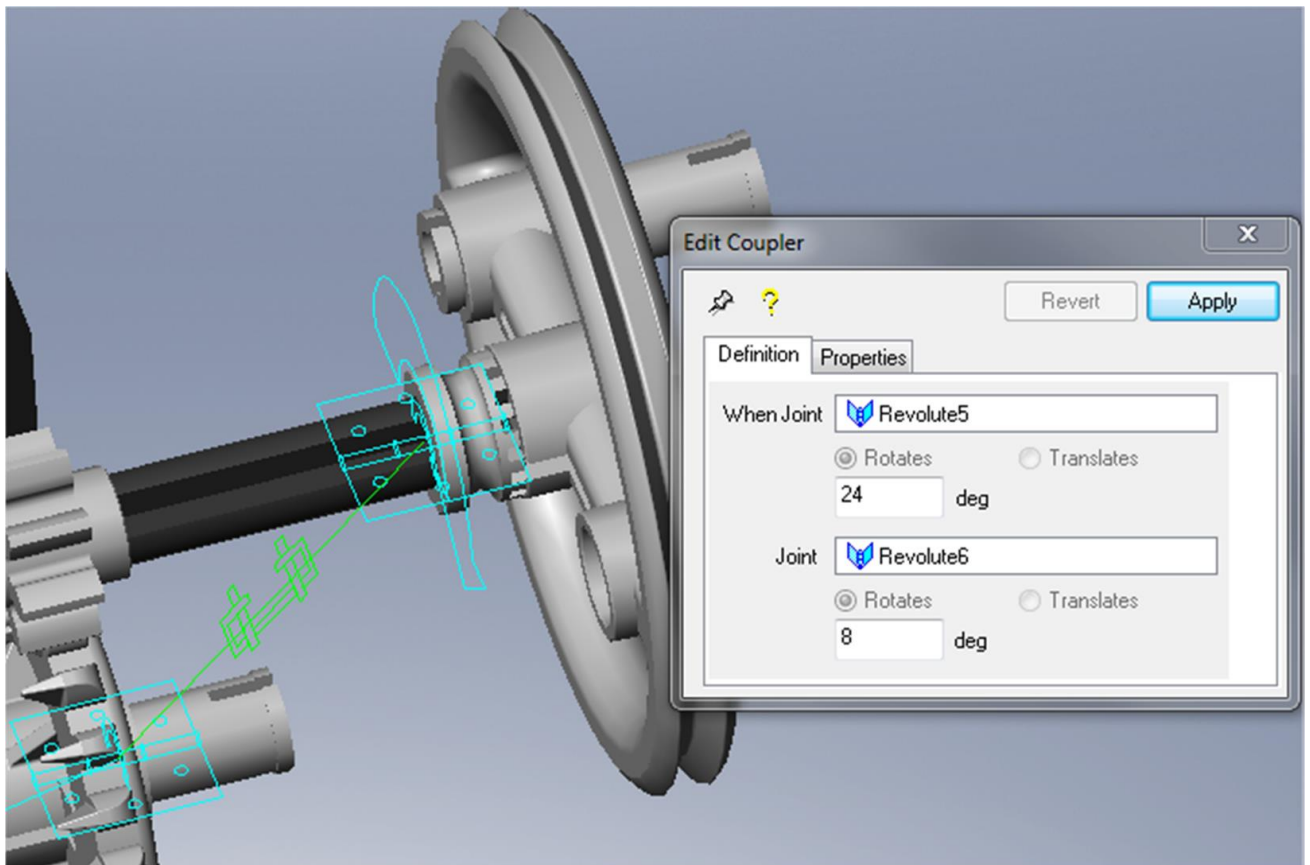 Edit Coupler
x
?
Revert Apply
Definition Properties
When Joint Revolute5
Rotates Translates
24 deg
Joint Revolute6
Rotates Translates
8 deg